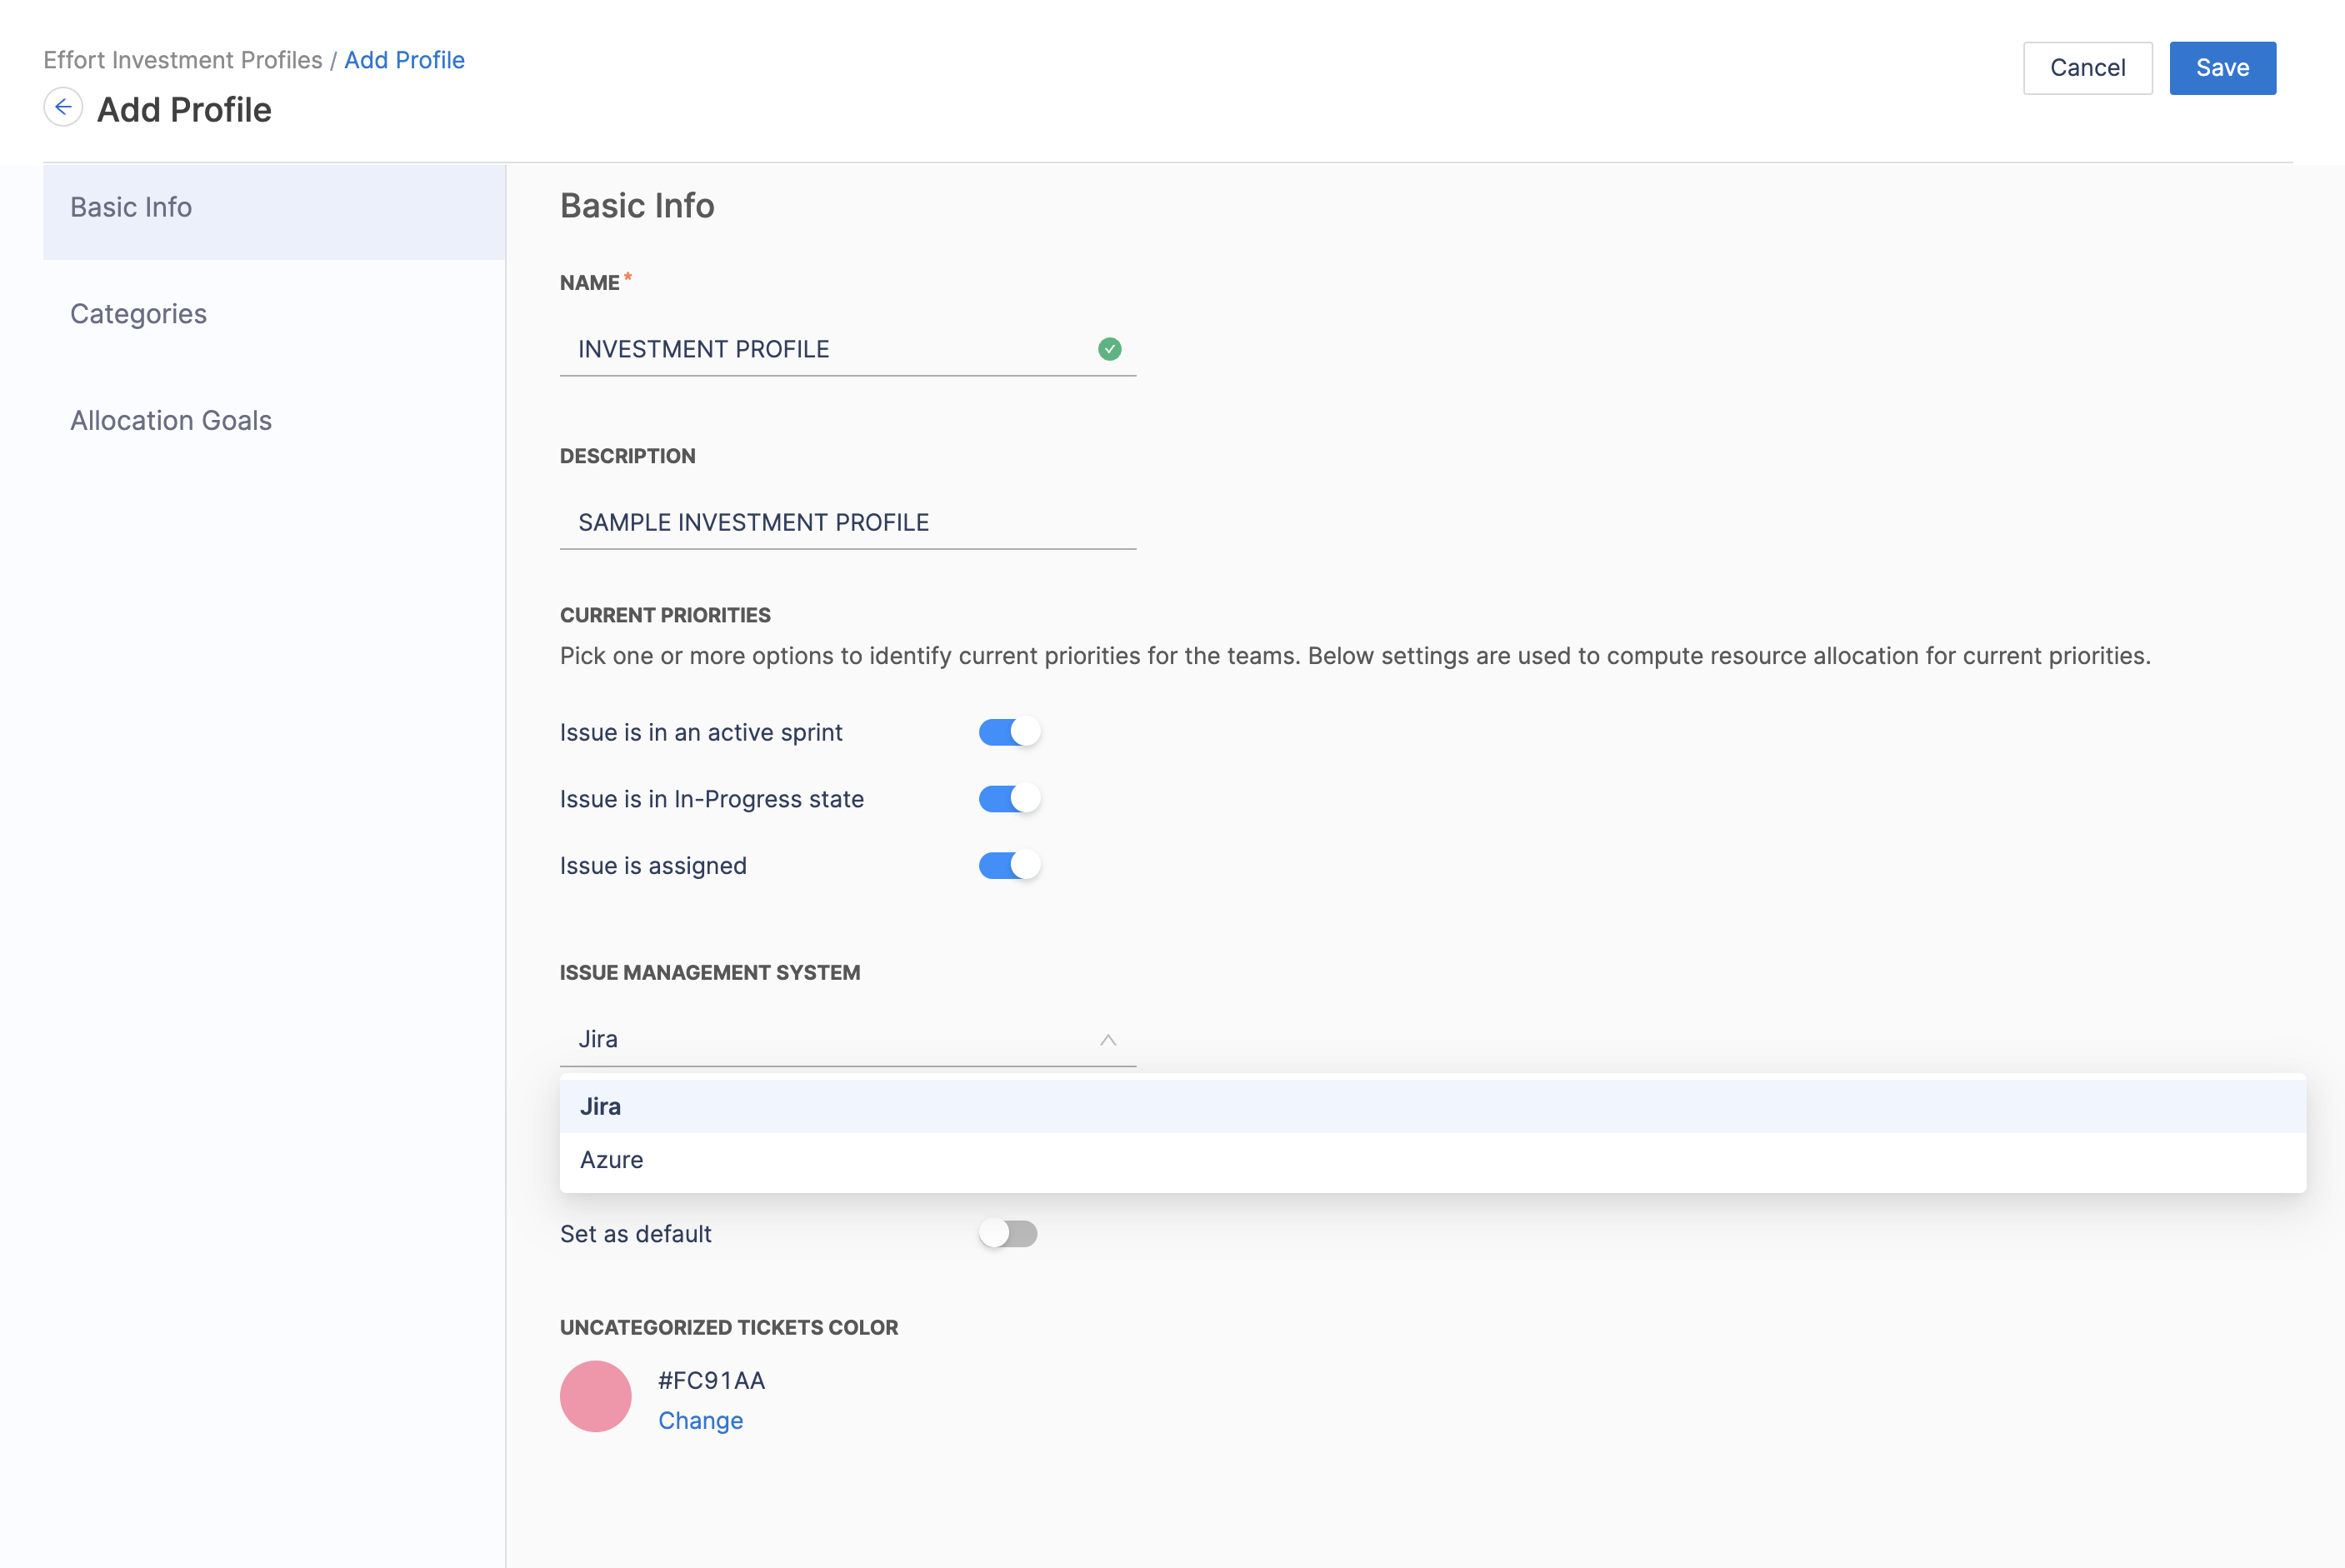 Effort Investment Profiles / Add Profile
Cancel
Save
Add Profile
Basic Info
Categories
Allocation Goals
Basic Info
NAME*
INVESTMENT PROFILE
DESCRIPTION
SAMPLE INVESTMENT PROFILE
CURRENT PRIORITIES
Pick one or more options to identify current priorities for the teams. Below settings are used to compute resource allocation for current priorities.
Issue is in an active sprint
Issue is in In-Progress state
Issue is assigned
ISSUE MANAGEMENT SYSTEM
Jira
Jira
Azure
Set as default
UNCATEGORIZED TICKETS COLOR
#FC91AA
Change